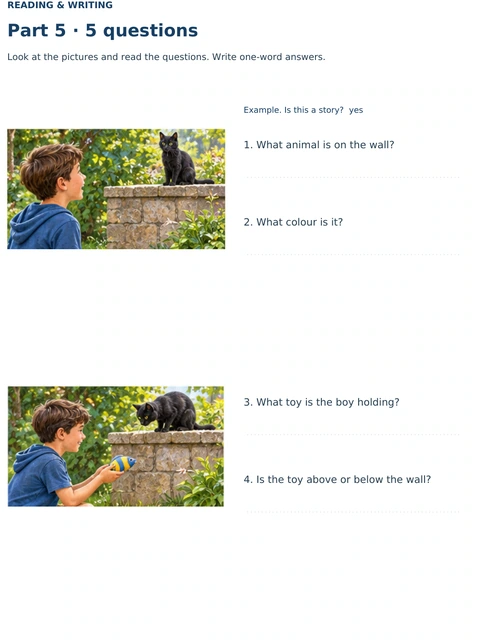 READING & WRITING
Part 5 · 5 questions
Look at the pictures and read the questions. Write one-word answers.
Example. Is this a story? yes
1. What animal is on the wall?
2. What colour is it?
3. What toy is the boy holding?
4. Is the toy above or below the wall?